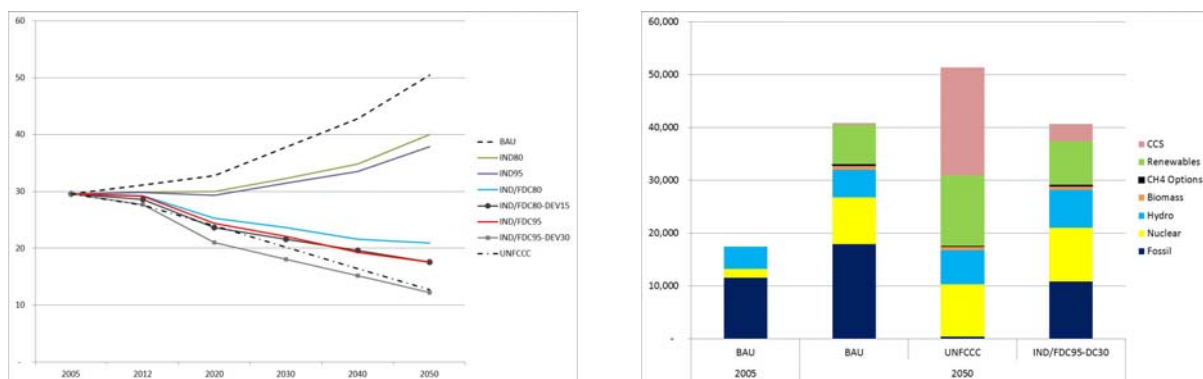 60
50
40
30
20
10
-
2005 2012 2020 2030 2040 2050
BAU
IND80
IND95
IND/FDC80
IND/FDC80-DEV15
IND/FDC95
IND/FDC95-DEV30
UNFCCC
60,000
50,000
40,000
30,000
20,000
10,000
-
BAU BAU UNFCCC IND/FDC95-DC30
2005 2050
CCS
Renewables
CH4 Options
Biomass
Hydro
Nuclear
Fossil